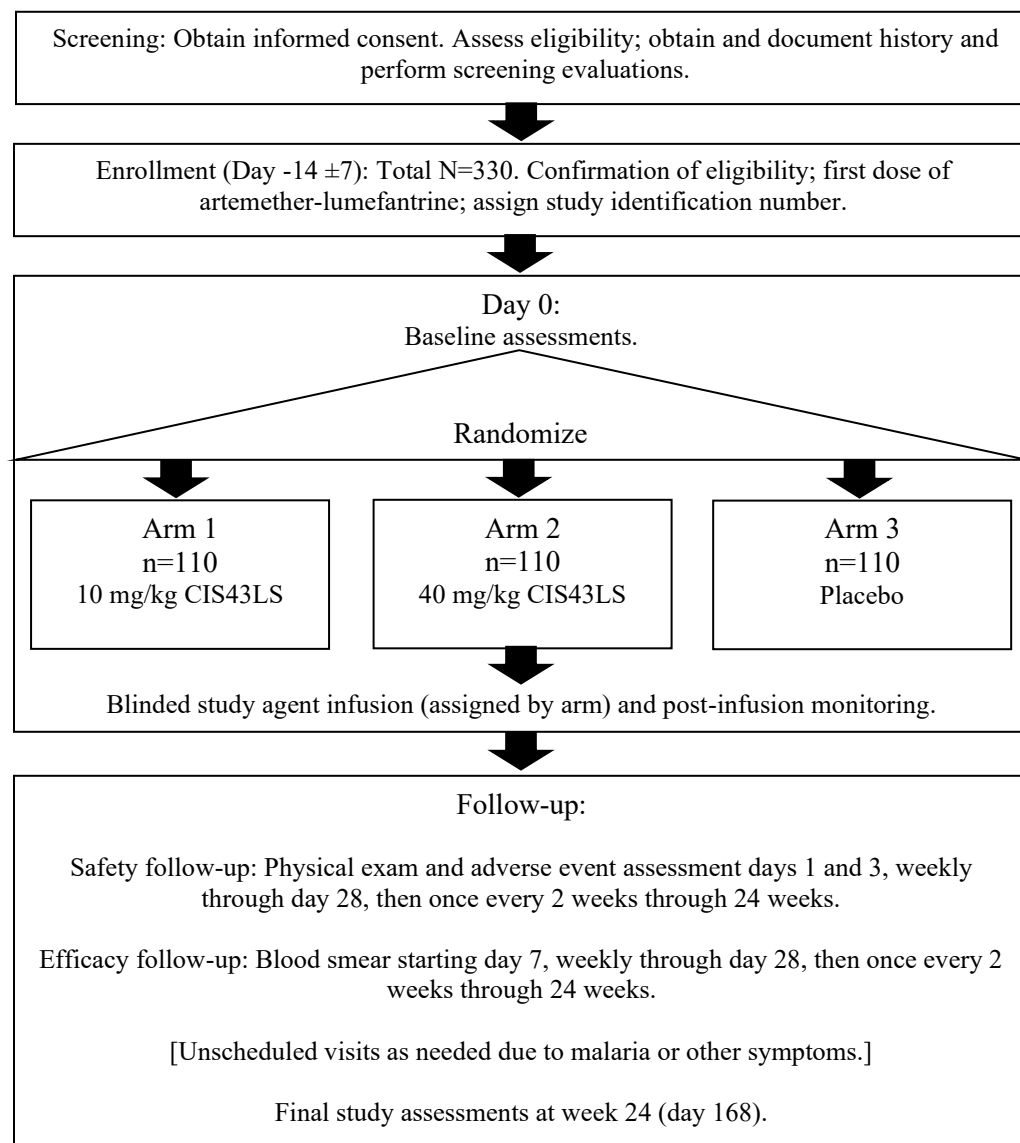 Screening: Obtain informed consent. Assess eligibility; obtain and document history and
perform screening evaluations.
Enrollment (Day -14 ±7): Total N=330. Confirmation of eligibility; first dose of
artemether-lumefantrine; assign study identification number.
Day 0:
Baseline assessments.
Randomize
Arm 1
n=110
10 mg/kg CIS43LS
Arm 2
n=110
40 mg/kg CIS43LS
Arm 3
n=110
Placebo
Blinded study agent infusion (assigned by arm) and post-infusion monitoring.
Follow-up:
Safety follow-up: Physical exam and adverse event assessment days 1 and 3, weekly
through day 28, then once every 2 weeks through 24 weeks.
Efficacy follow-up: Blood smear starting day 7, weekly through day 28, then once every 2
weeks through 24 weeks.
[Unscheduled visits as needed due to malaria or other symptoms.]
Final study assessments at week 24 (day 168).